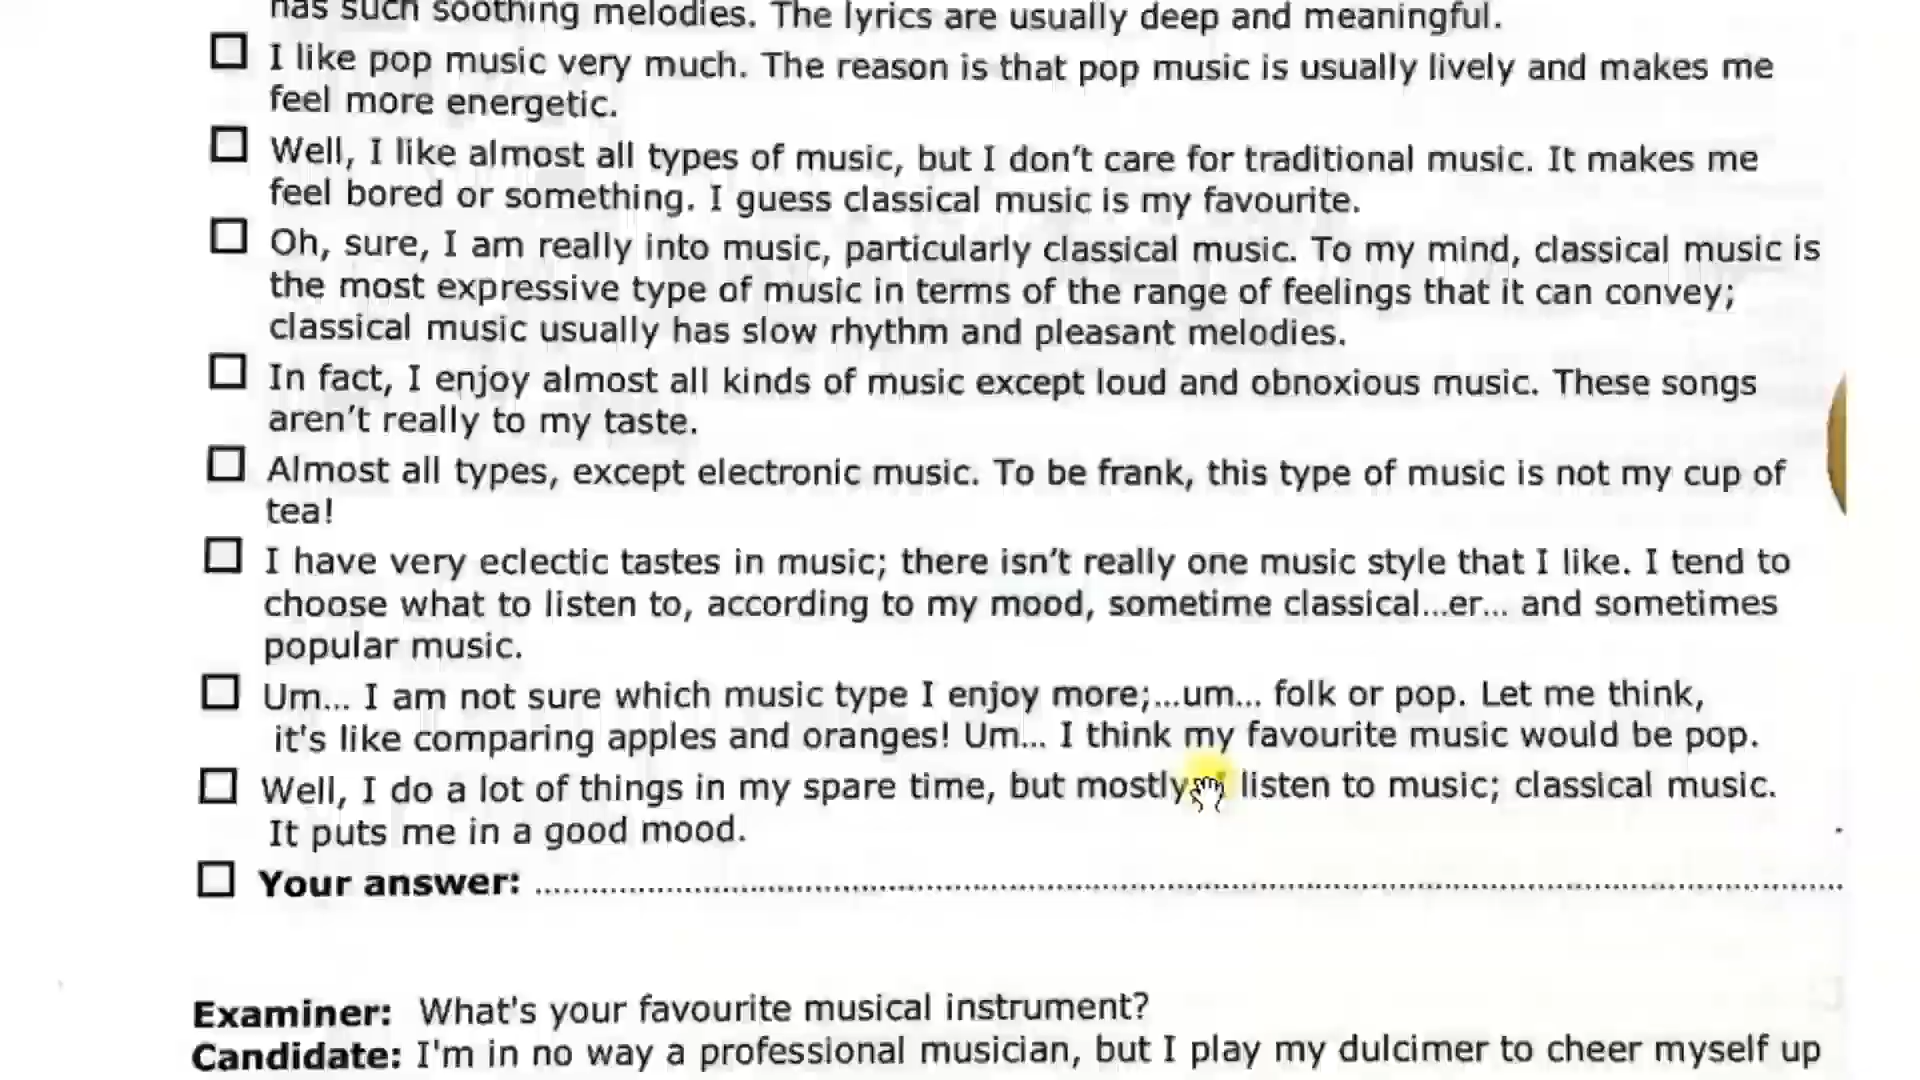 has such soothing melodies. The lyrics are usually deep and meaningful.
I like pop music very much. The reason is that pop music is usually lively and makes me
feel more energetic.
Well, I like almost all types of music, but I don't care for traditional music. It makes me
feel bored or something. I guess classical music is my favourite.
Oh, sure, I am really into music, particularly classical music. To my mind, classical music is
the most expressive type of music in terms of the range of feelings that it can convey;
classical music usually has slow rhythm and pleasant melodies.
In fact, I enjoy almost all kinds of music except loud and obnoxious music. These songs
aren't really to my taste.
Almost all types, except electronic music. To be frank, this type of music is not my cup of
tea!
I have very eclectic tastes in music; there isn't really one music style that I like. I tend to
choose what to listen to, according to my mood, sometime classical...er... and sometimes
popular music.
Um... I am not sure which music type I enjoy more;...um... folk or pop. Let me think,
it's like comparing apples and oranges! Um... I think my favourite music would be pop.
Well, I do a lot of things in my spare time, but mostly listen to music; classical music.
It puts me in a good mood.
Your answer: ..........
Examiner: What's your favourite musical instrument?
Candidate: I'm in no way a professional musician, but I play my dulcimer to cheer myself up